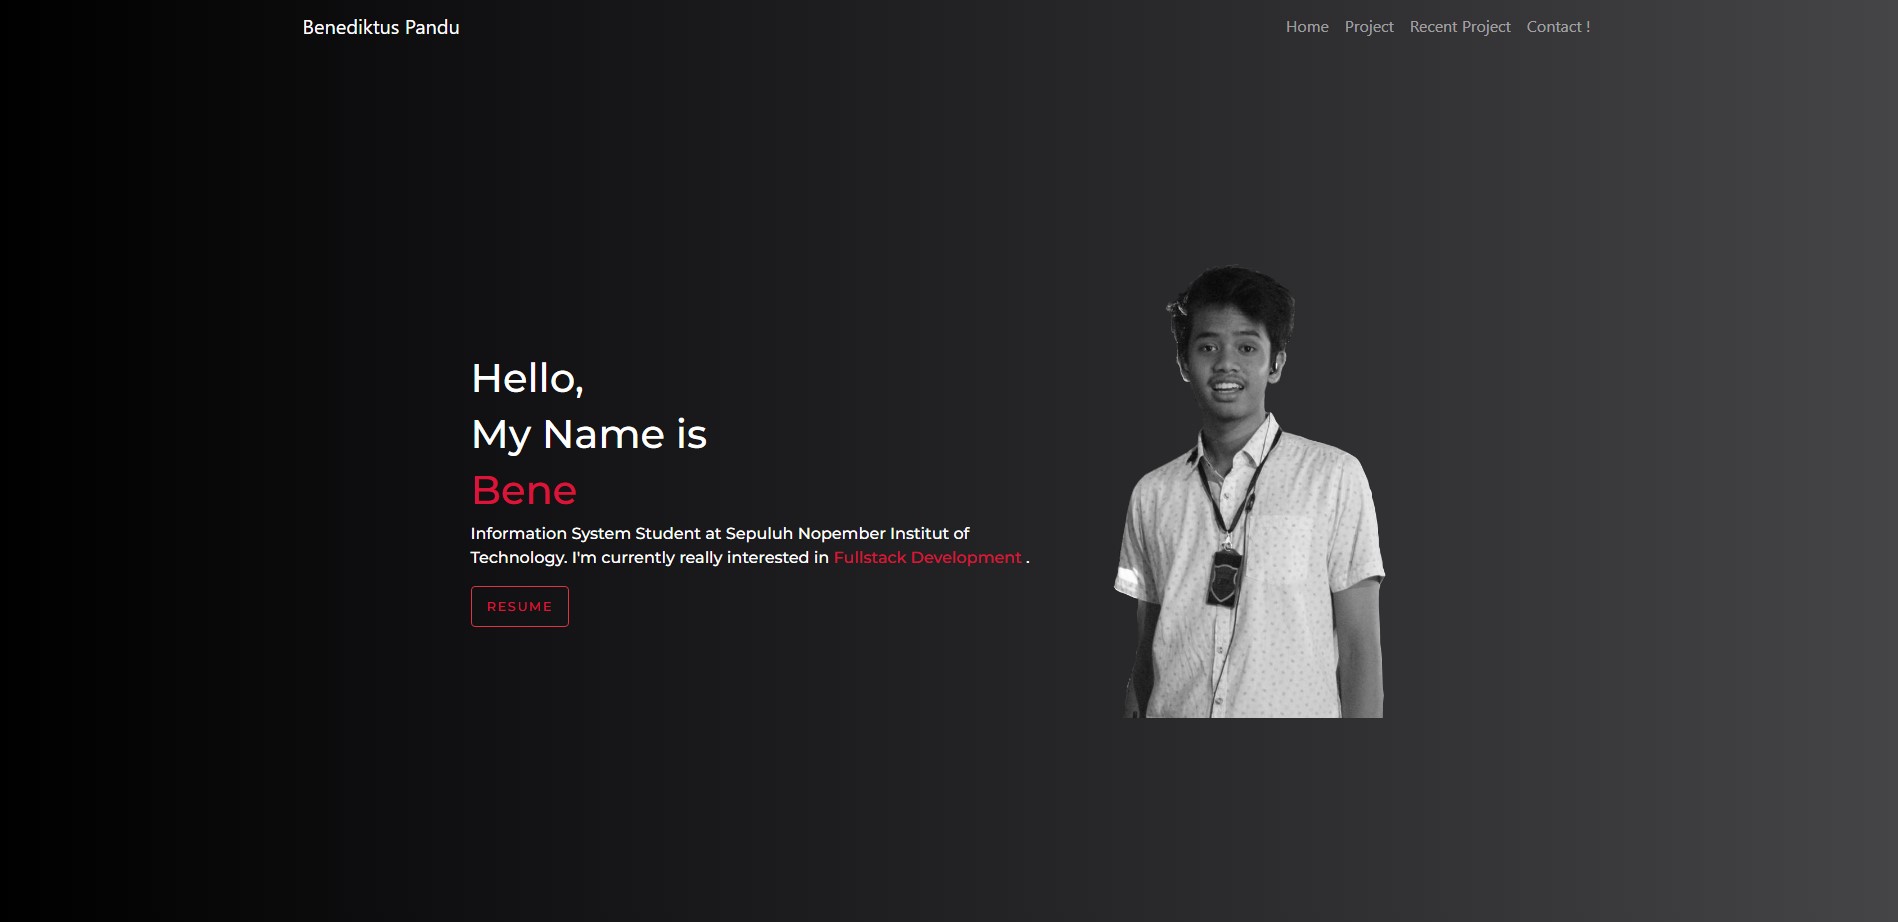 Benediktus Pandu
Home Project Recent Project Contact !
Hello,
My Name is
Bene
Information System Student at Sepuluh Nopember Institut of
Technology. I'm currently really interested in Fullstack Development .
RESUME